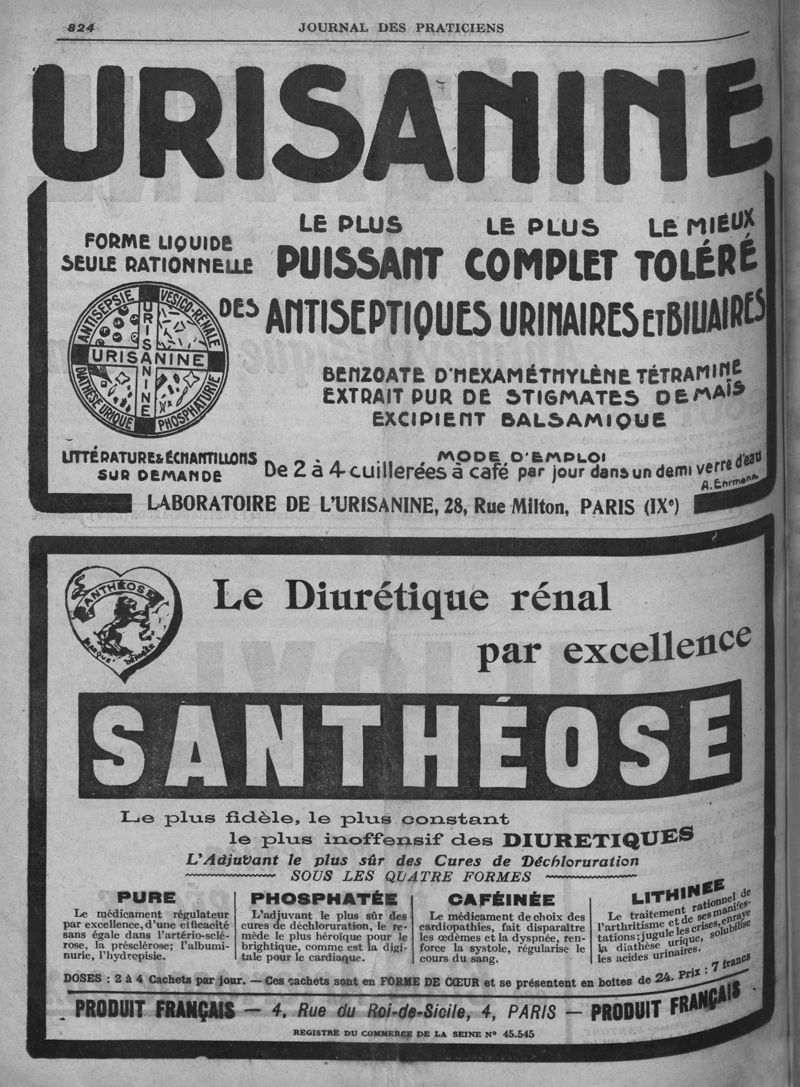 824
JOURNAL DES PRATICIENS
URISANINE
FORME LIQUIDE
SEULE RATIONNELLE
LE PLUS LE PLUS LE MIEUX
PUISSANT COMPLET TOLÉRÉ
DES ANTISEPTIQUES URINAIRES ET BILIAIRES
ANTISEPSIE VESICO-RÉNALE
URISANINE
URISANINE
DIATHÈSE URIQUE PHOSPHATURIE
BENZOATE D'HEXAMÉTHYLÈNE TÉTRAMINE
EXTRAIT PUR DE STIGMATES DE MAÏS
EXCIPIENT BALSAMIQUE
LITTÉRATURE & ÉCHANTILLONS
SUR DEMANDE
MODE D'EMPLOI
De 2 à 4 cuillerées à café par jour dans un demi verre d'eau
A. Ehrmann
LABORATOIRE DE L'URISANINE, 28, Rue Milton, PARIS (IXe)
SANTHÉOSE
MARQUE DÉPOSÉE
Le Diurétique rénal
par excellence
SANTHÉOSE
Le plus fidèle, le plus constant
le plus inoffensif des DIURETIQUES
L'Adjuvant le plus sûr des Cures de Déchloruration
SOUS LES QUATRE FORMES
PURE
Le médicament régulateur
par excellence, d'une efficacité
sans égale dans l'artério-sclé-
rose, la présclérose; l'albumi-
nurie, l'hydropisie.
PHOSPHATÉE
L'adjuvant le plus sûr des
cures de déchloruration, le re-
mède le plus héroïque pour le
brightique, comme est la digi-
tale pour le cardiaque.
CAFÉINÉE
Le médicament de choix des
cardiopathies, fait disparaître
les œdèmes et la dyspnée, ren-
force la systole, régularise le
cours du sang.
LITHINEE
Le traitement rationnel de
l'arthritisme et de ses manifes-
tations; jugule les crises, enraye
la diathèse urique, solubilise
les acides urinaires.
DOSES : 2 à 4 Cachets par jour. — Ces cachets sont en FORME DE CŒUR et se présentent en boîtes de 24. Prix : 7 francs
PRODUIT FRANÇAIS — 4, Rue du Roi-de-Sicile, 4, PARIS — PRODUIT FRANÇAIS
REGISTRE DU COMMERCE DE LA SEINE N° 45.545